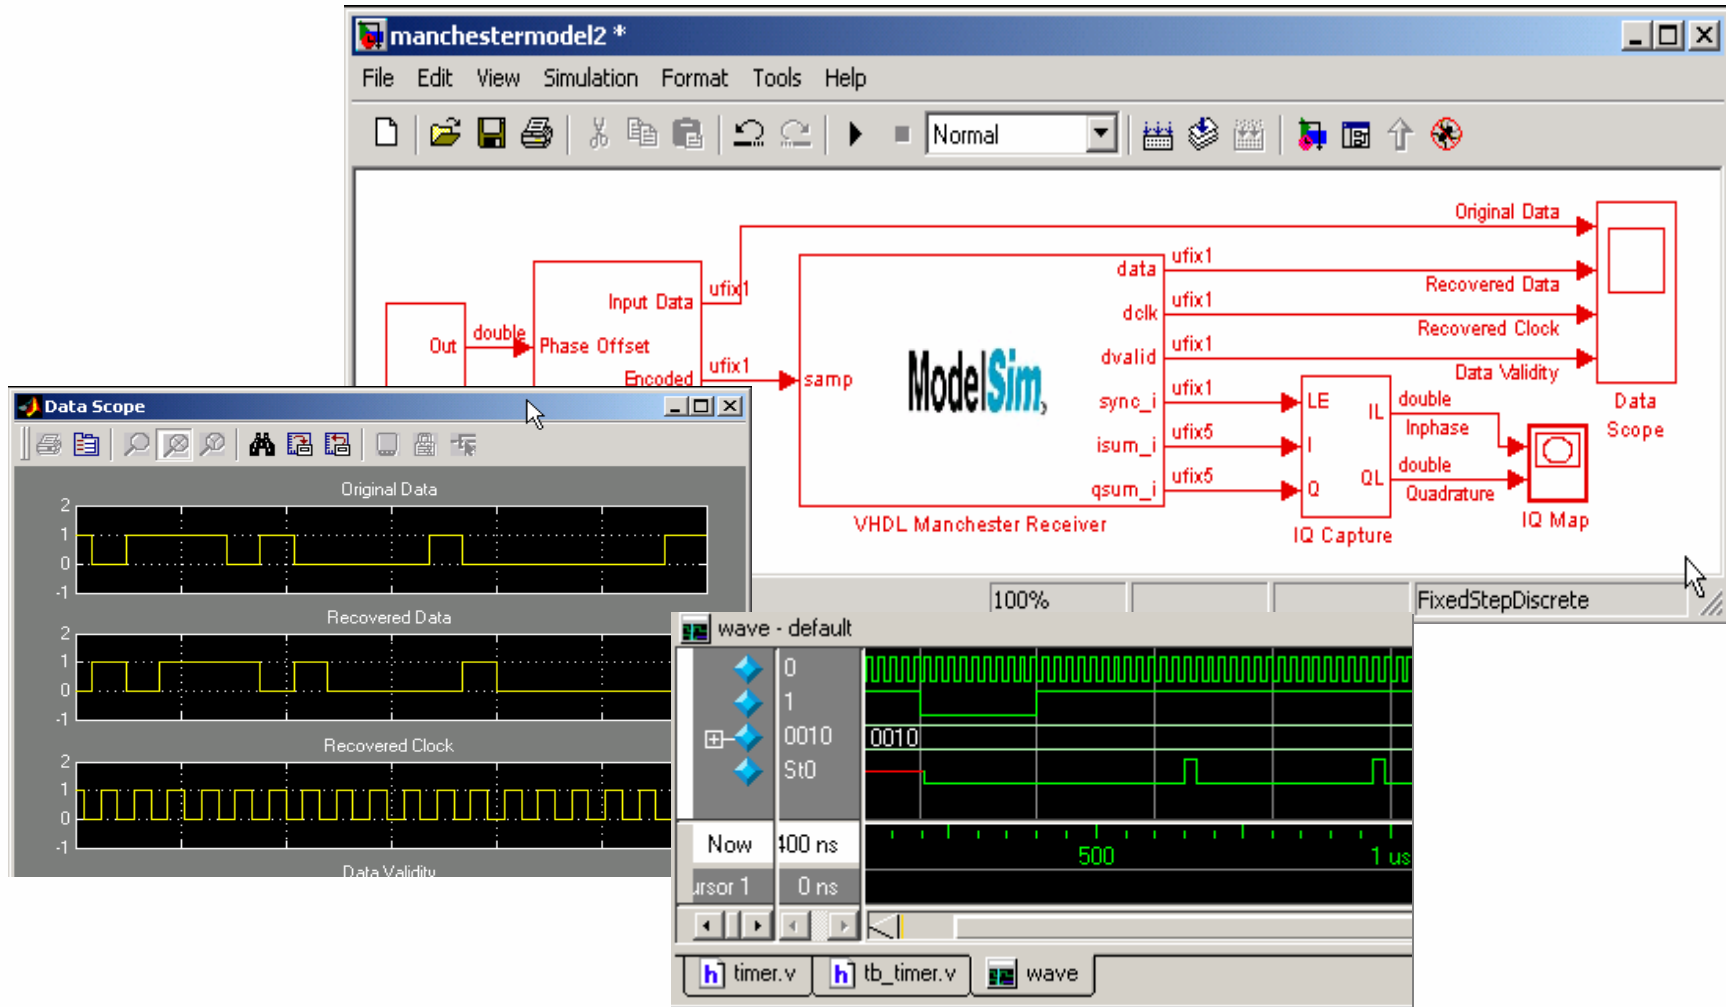 manchestermodel2 *
File Edit View Simulation Format Tools Help
Normal
Original Data
ufix1
data
Recovered Data
ufix1
Input Data
ufix1
dclk
Recovered Clock
Out
double
Phase Offset
ufix1
dvalid
Data Validity
Encoded
ufix1
samp
ModelSim
ufix1
sync_i
LE
IL
double
Inphase
Data
Scope
ufix5
isum_i
I
double
QL
Quadrature
ufix5
qsum_i
Q
VHDL Manchester Receiver
IQ Capture
IQ Map
100%
FixedStepDiscrete
Data Scope
Original Data
2
1
0
-1
Recovered Data
2
1
0
-1
Recovered Clock
2
1
0
-1
Data Validity
wave - default
0
1
0010
0010
St0
Now
400 ns
500
1 us
ursor 1
0 ns
timer.v
tb_timer.v
wave